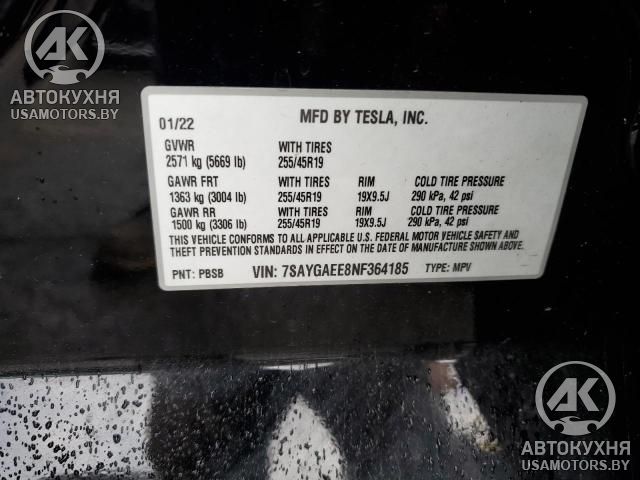 АК
АВТОКУХНЯ
USAMOTORS.BY
01/22 MFD BY TESLA, INC.
GVWR WITH TIRES
2571 kg (5669 lb) 255/45R19
GAWR FRT WITH TIRES RIM COLD TIRE PRESSURE
1363 kg (3004 lb) 255/45R19 19X9.5J 290 kPa, 42 psi
GAWR RR WITH TIRES RIM COLD TIRE PRESSURE
1500 kg (3306 lb) 255/45R19 19X9.5J 290 kPa, 42 psi
THIS VEHICLE CONFORMS TO ALL APPLICABLE U.S. FEDERAL MOTOR VEHICLE SAFETY AND
THEFT PREVENTION STANDARDS IN EFFECT ON THE DATE OF MANUFACTURE SHOWN ABOVE.
PNT: PBSB VIN: 7SAYGAEE8NF364185 TYPE: MPV
АК
АВТОКУХНЯ
USAMOTORS.BY